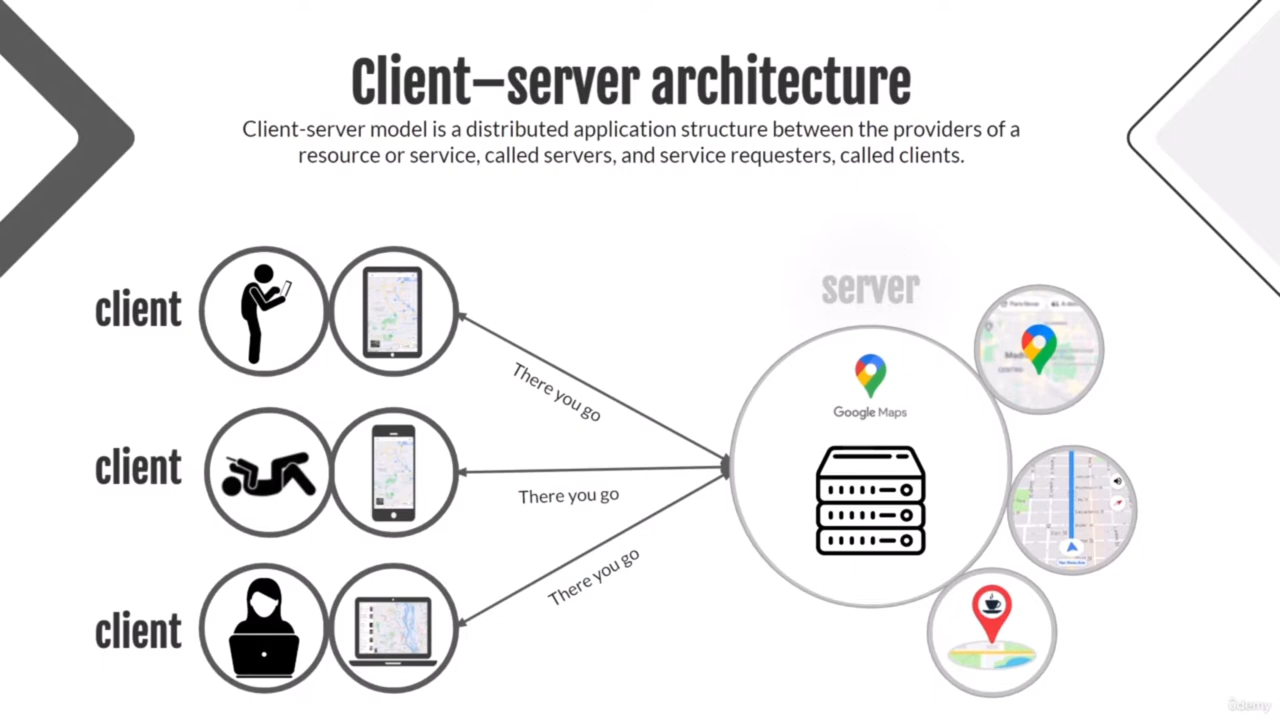 Client–server architecture
Client-server model is a distributed application structure between the providers of a
resource or service, called servers, and service requesters, called clients.
server
client
There you go
Google Maps
client
There you go
There you go
client
ûdemy